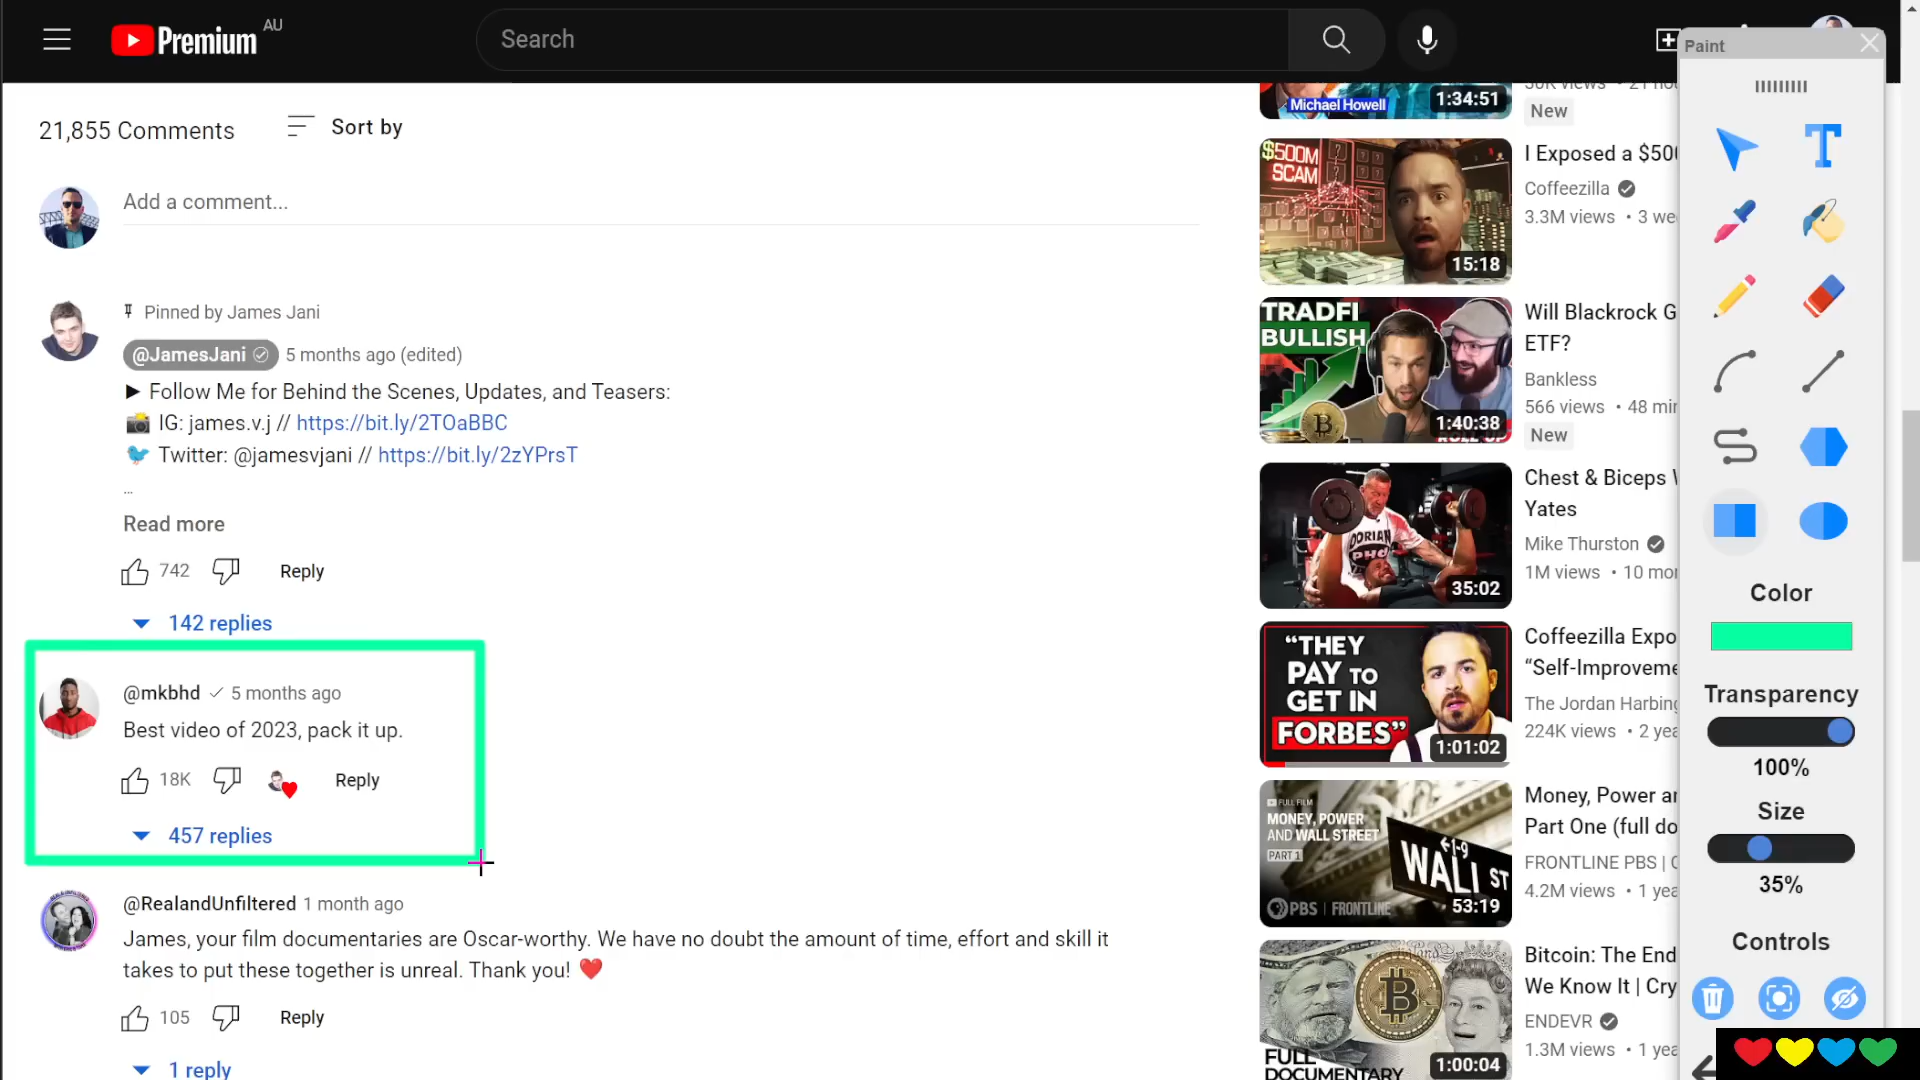 Premium AU
Search
Paint
21,855 Comments
Sort by
Add a comment...
Pinned by James Jani
@JamesJani 5 months ago (edited)
► Follow Me for Behind the Scenes, Updates, and Teasers:
📸 IG: james.v.j // https://bit.ly/2TOaBBC
🐦 Twitter: @jamesvjani // https://bit.ly/2zYPrsT
...
Read more
742 Reply
142 replies
@mkbhd 5 months ago
Best video of 2023, pack it up.
18K Reply
457 replies
@RealandUnfiltered 1 month ago
James, your film documentaries are Oscar-worthy. We have no doubt the amount of time, effort and skill it
takes to put these together is unreal. Thank you! ❤️
105 Reply
1 reply
Michael Howell
1:34:51
New
$500M
SCAM
15:18
I Exposed a $50
Coffeezilla
3.3M views • 3 we
TRADFI
BULLISH
1:40:38
Will Blackrock G
ETF?
Bankless
566 views • 48 min
New
DORIAN
35:02
Chest & Biceps
Yates
Mike Thurston
1M views • 10 mon
"THEY
PAY TO
GET IN
FORBES"
1:01:02
Coffeezilla Expo
"Self-Improveme
The Jordan Harbing
224K views • 2 yea
FULL FILM
MONEY, POWER
AND WALL STREET
PART 1
←1-9
WALL ST
PBS | FRONTLINE
53:19
Money, Power a
Part One (full do
FRONTLINE PBS |
4.2M views • 1 yea
FULL
DOCUMENTARY
1:00:04
Bitcoin: The End
We Know It | Cry
ENDEVR
1.3M views • 1 yea
T
Color
Transparency
100%
Size
35%
Controls